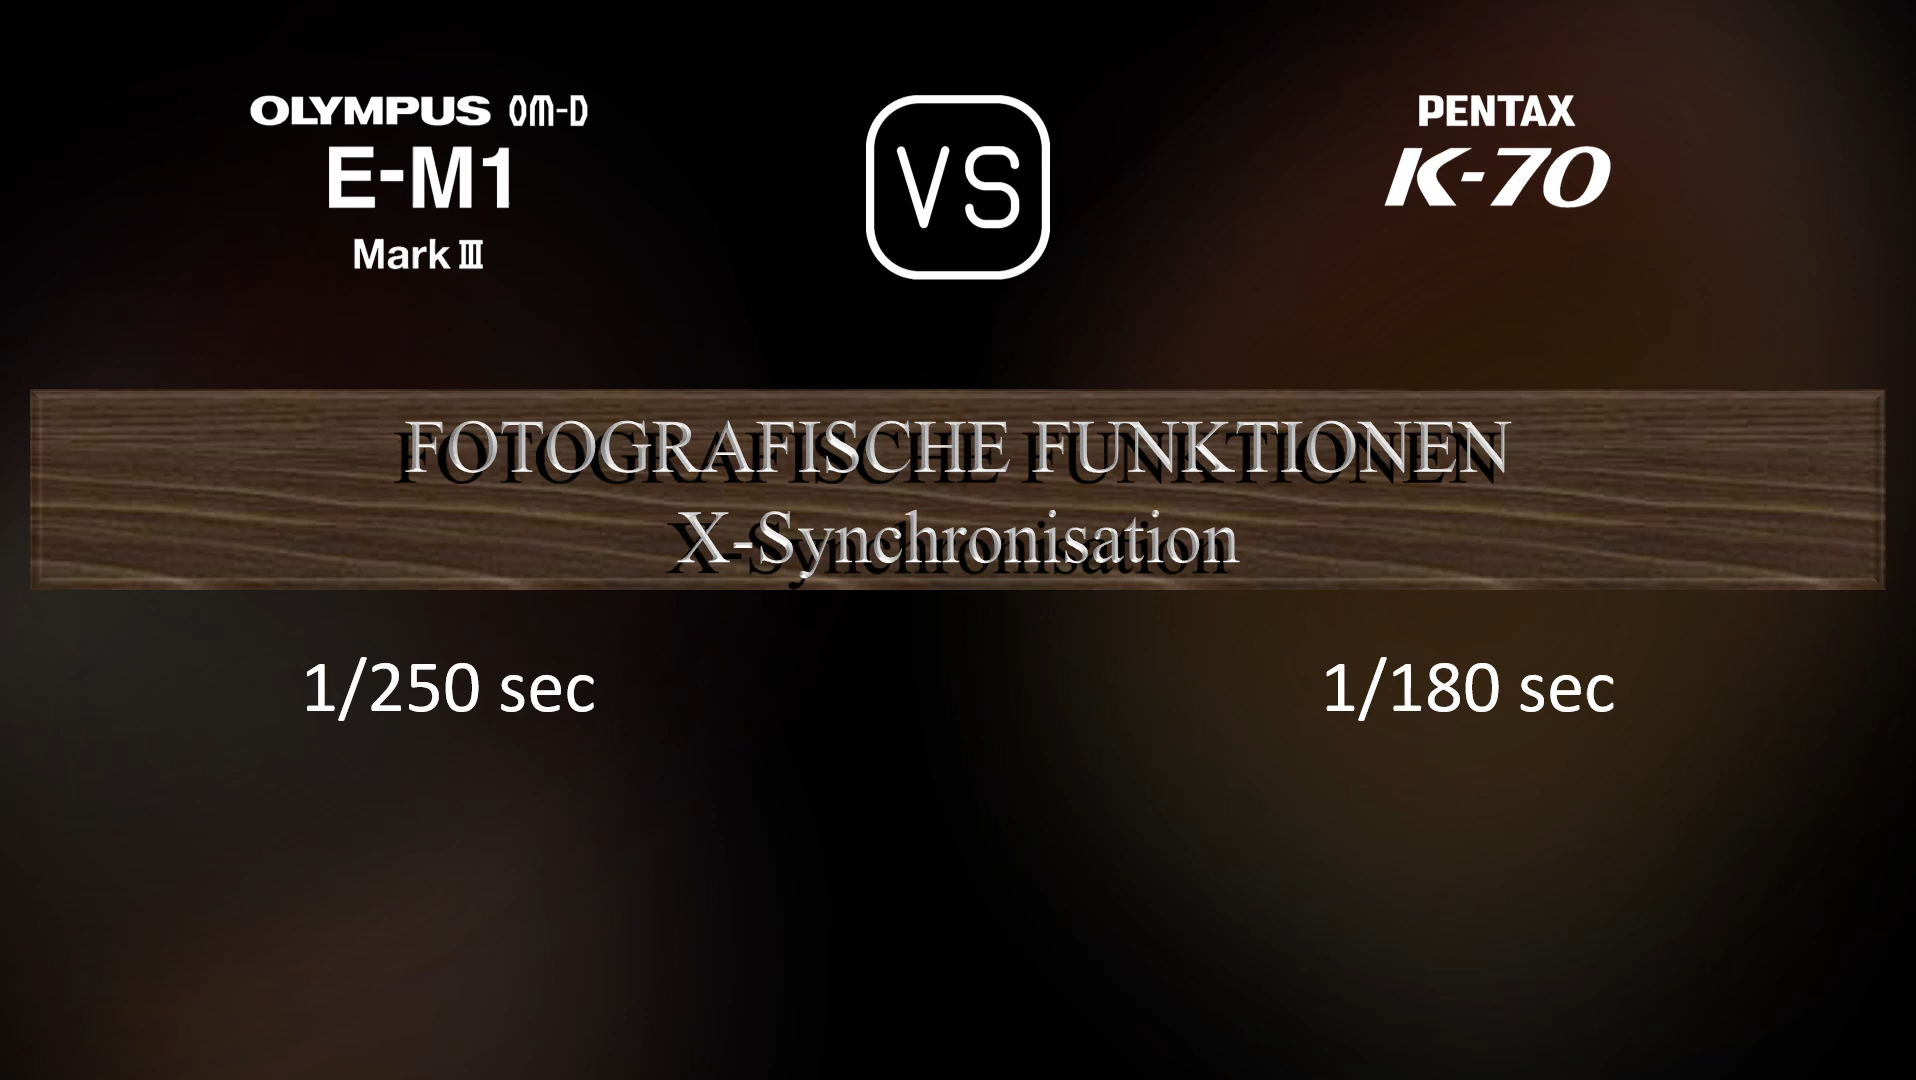 OLYMPUS OM-D
E-M1
Mark III
VS
PENTAX
K-70
FOTOGRAFISCHE FUNKTIONEN
X-Synchronisation
1/250 sec
1/180 sec